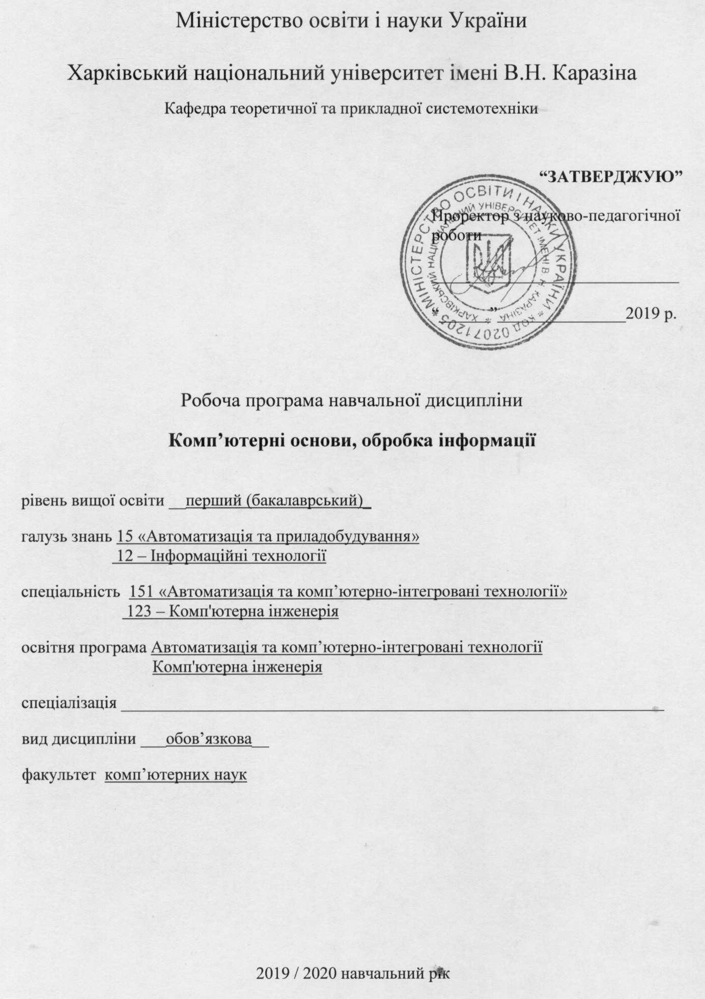 Міністерство освіти і науки України
Харківський національний університет імені В.Н. Каразіна
Кафедра теоретичної та прикладної системотехніки
“ЗАТВЕРДЖУЮ”
Проректор з науково-педагогічної
роботи
“______”_______________2019 р.
* МІНІСТЕРСТВО ОСВІТИ І НАУКИ УКРАЇНИ * КОД 02071205
* ХАРКІВСЬКИЙ НАЦІОНАЛЬНИЙ УНІВЕРСИТЕТ ІМЕНІ В. Н. КАРАЗІНА
Робоча програма навчальної дисципліни
Комп’ютерні основи, обробка інформації
рівень вищої освіти __перший (бакалаврський)_
галузь знань 15 «Автоматизація та приладобудування»
12 – Інформаційні технології
спеціальність 151 «Автоматизація та комп’ютерно-інтегровані технології»
123 – Комп'ютерна інженерія
освітня програма Автоматизація та комп’ютерно-інтегровані технології
Комп'ютерна інженерія
спеціалізація ______________________________
вид дисципліни ___обов’язкова__
факультет комп’ютерних наук
2019 / 2020 навчальний рік